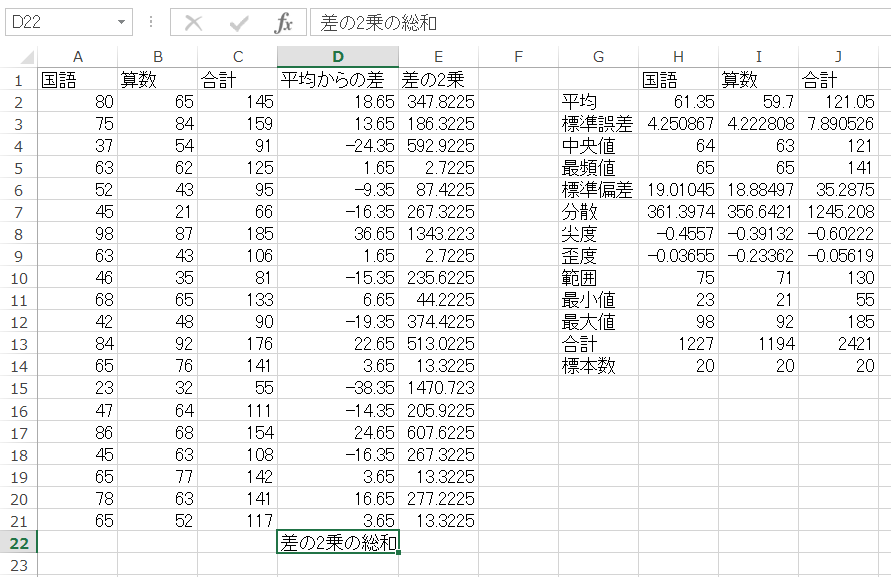 D22 fx 差の2乗の総和
A B C D E F G H I J
1 国語 算数 合計 平均からの差 差の2乗 国語 算数 合計
2 80 65 145 18.65 347.8225 平均 61.35 59.7 121.05
3 75 84 159 13.65 186.3225 標準誤差 4.250867 4.222808 7.890526
4 37 54 91 −24.35 592.9225 中央値 64 63 121
5 63 62 125 1.65 2.7225 最頻値 65 65 141
6 52 43 95 −9.35 87.4225 標準偏差 19.01045 18.88497 35.2875
7 45 21 66 −16.35 267.3225 分散 361.3974 356.6421 1245.208
8 98 87 185 36.65 1343.223 尖度 −0.4557 −0.39132 −0.60222
9 63 43 106 1.65 2.7225 歪度 −0.03655 −0.23362 −0.05619
10 46 35 81 −15.35 235.6225 範囲 75 71 130
11 68 65 133 6.65 44.2225 最小値 23 21 55
12 42 48 90 −19.35 374.4225 最大値 98 92 185
13 84 92 176 22.65 513.0225 合計 1227 1194 2421
14 65 76 141 3.65 13.3225 標本数 20 20 20
15 23 32 55 −38.35 1470.723
16 47 64 111 −14.35 205.9225
17 86 68 154 24.65 607.6225
18 45 63 108 −16.35 267.3225
19 65 77 142 3.65 13.3225
20 78 63 141 16.65 277.2225
21 65 52 117 3.65 13.3225
22 差の2乗の総和
23